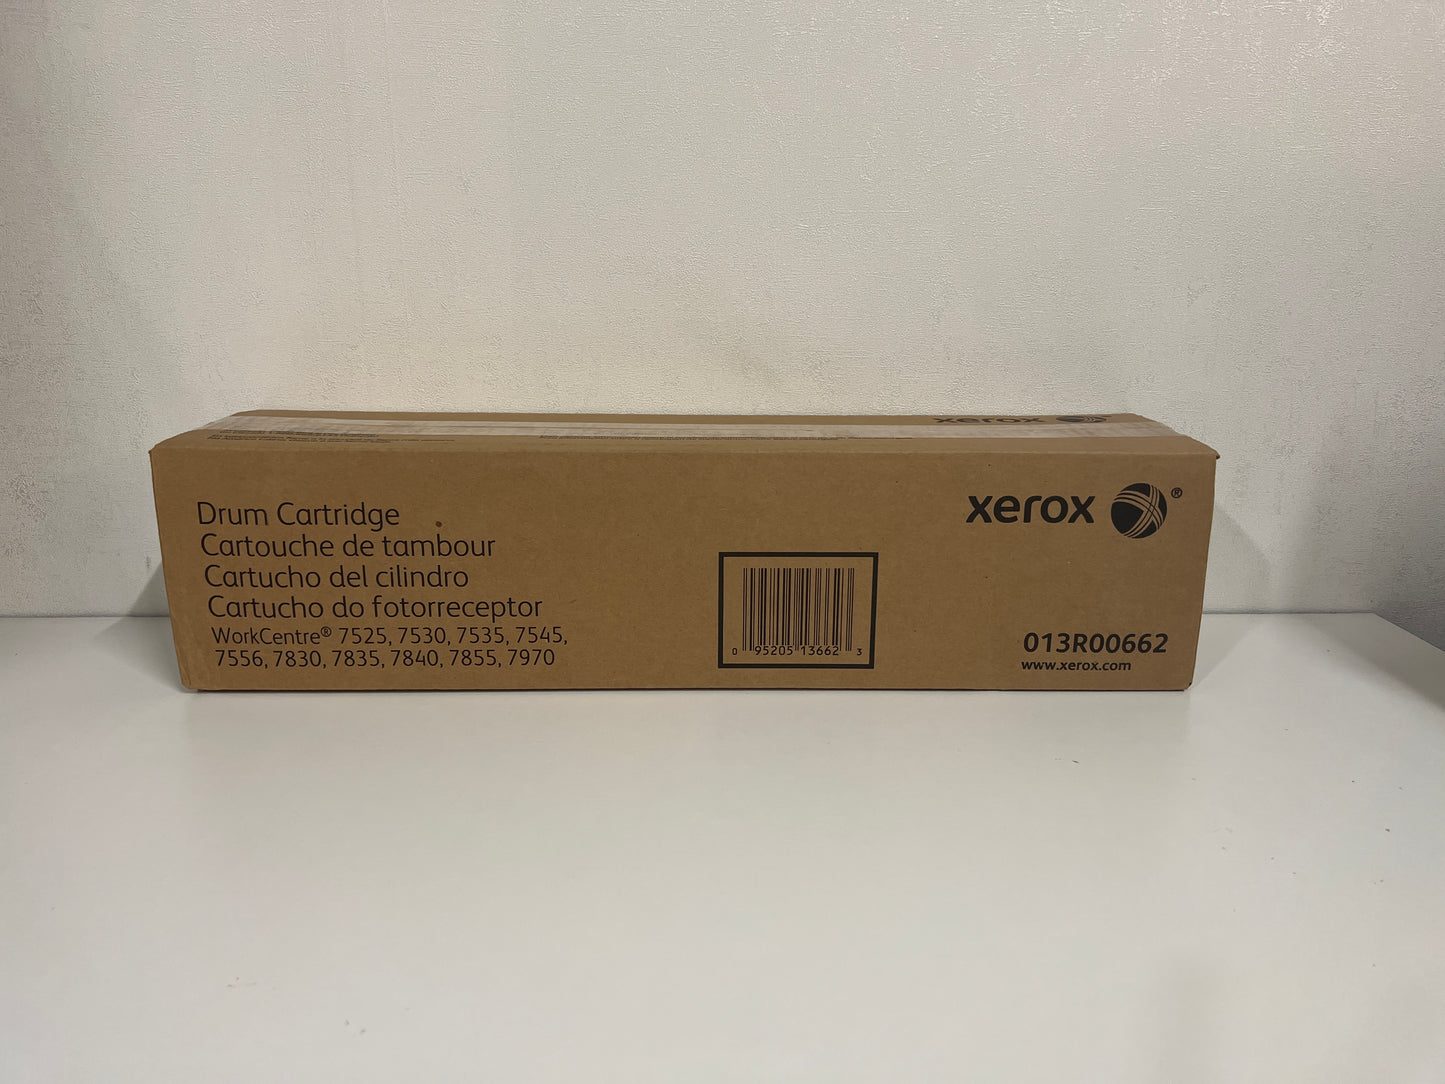 xerox
Drum Cartridge
Cartouche de tambour
Cartucho del cilindro
Cartucho do fotorreceptor
WorkCentre® 7525, 7530, 7535, 7545,
7556, 7830, 7835, 7840, 7855, 7970
0 95205 13662 3
xerox ®
013R00662
www.xerox.com